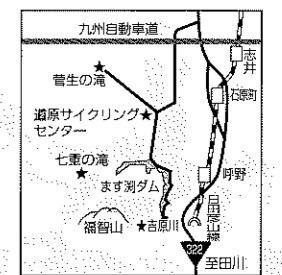 九州自動車道
志井
菅生の滝
石原町
道原サイクリング
センター
七重の滝
呼野
ます渕ダム
日田彦山線
福智山
吉原川
322
至田川